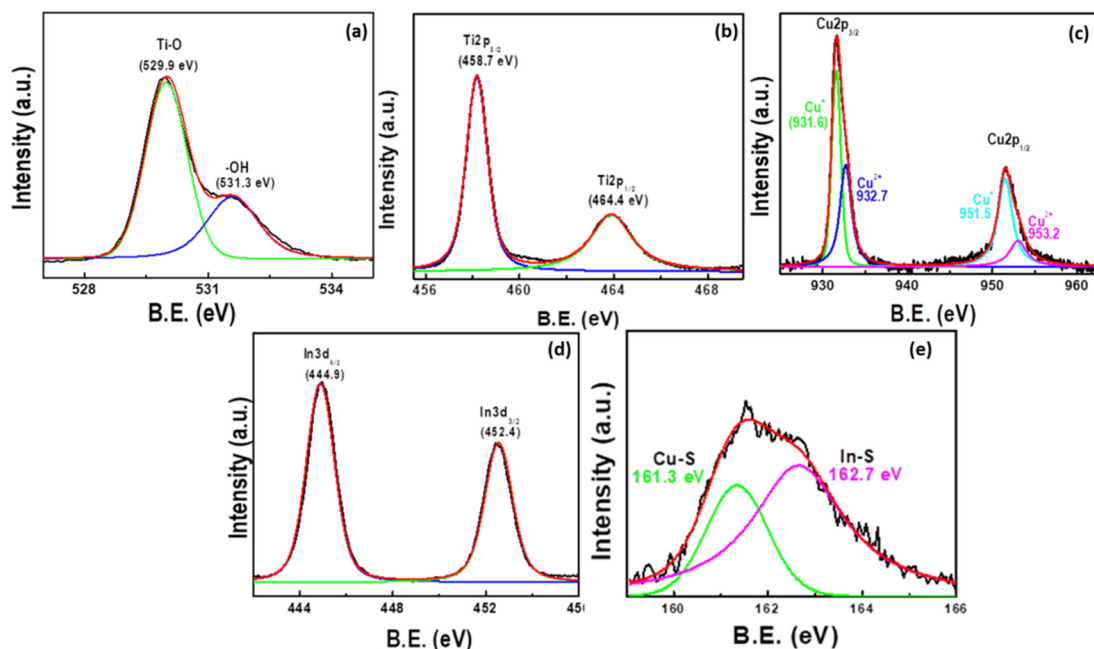 (a)
Ti-O
(529.9 eV)
-OH
(531.3 eV)
Intensity (a.u.)
528 531 534
B.E. (eV)
(b)
Ti2p3/2
(458.7 eV)
Ti2p1/2
(464.4 eV)
Intensity (a.u.)
456 460 464 468
B.E. (eV)
(c)
Cu2p3/2
Cu+
(931.6)
Cu2+
932.7
Cu2p1/2
Cu+
951.5
Cu2+
953.2
Intensity (a.u.)
930 940 950 960
B.E. (eV)
(d)
In3d5/2
(444.9)
In3d3/2
(452.4)
Intensity (a.u.)
444 448 452
B.E. (eV)
(e)
Cu-S
161.3 eV
In-S
162.7 eV
Intensity (a.u.)
160 162 164 166
B.E. (eV)